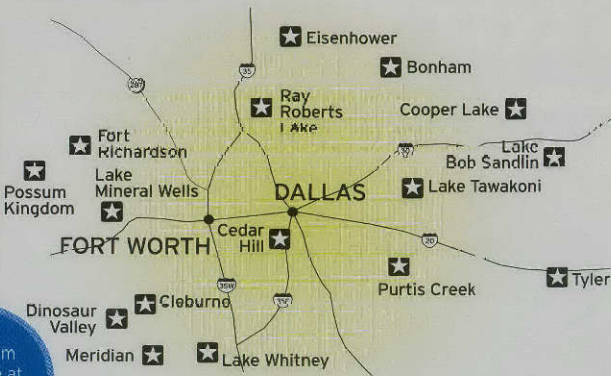 Eisenhower
Bonham
35
287
Ray
Roberts
Lake
Cooper Lake
Fort
Richardson
30
Lake
Bob Sandlin
Possum
Kingdom
Lake
Mineral Wells
DALLAS
Lake Tawakoni
FORT WORTH
Cedar
Hill
20
Purtis Creek
Tyler
35W
35E
Cleburne
Dinosaur
Valley
Meridian
Lake Whitney
at